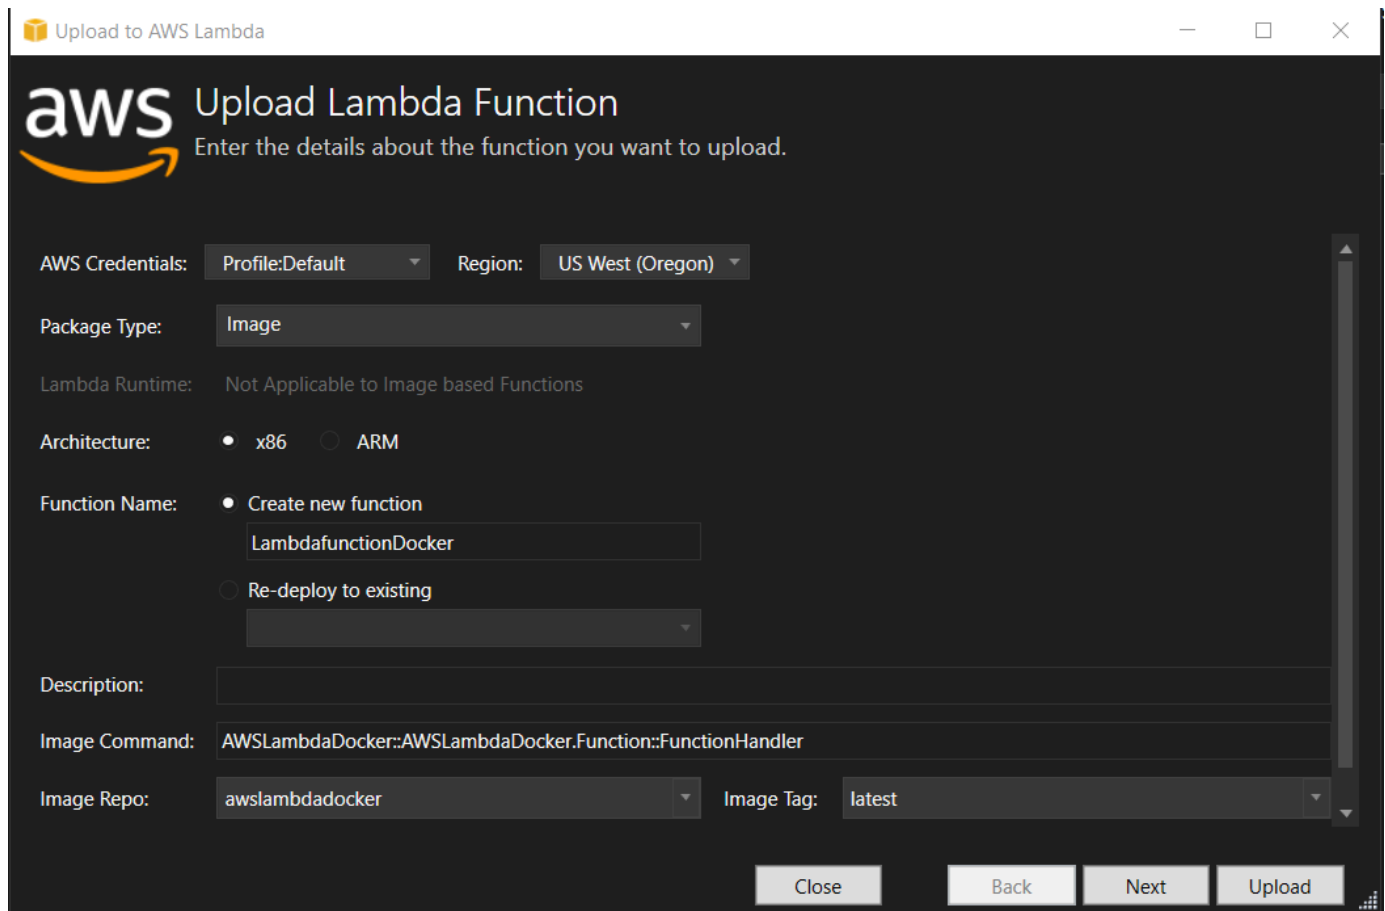 Upload to AWS Lambda
aws
Upload Lambda Function
Enter the details about the function you want to upload.
AWS Credentials: Profile:Default Region: US West (Oregon)
Package Type: Image
Lambda Runtime: Not Applicable to Image based Functions
Architecture: x86 ARM
Function Name: Create new function
LambdafunctionDocker
Re-deploy to existing
Description:
Image Command: AWSLambdaDocker::AWSLambdaDocker.Function::FunctionHandler
Image Repo: awslambdadocker Image Tag: latest
Close Back Next Upload